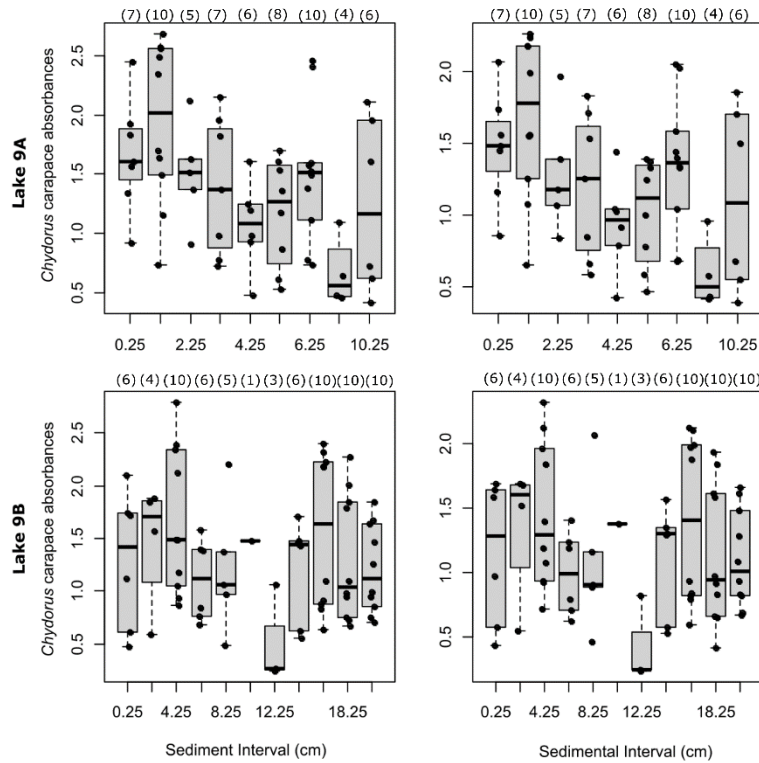 (7) (10) (5) (7) (6) (8) (10) (4) (6)
(7) (10) (5) (7) (6) (8) (10) (4) (6)
Lake 9A
Chydorus carapace absorbances
2.5
2.0
1.5
1.0
0.5
2.0
1.5
1.0
0.5
0.25 2.25 4.25 6.25 10.25
0.25 2.25 4.25 6.25 10.25
(6) (4) (10) (6) (5) (1) (3) (6) (10)(10)(10)
(6) (4) (10) (6) (5) (1) (3) (6) (10)(10)(10)
Lake 9B
Chydorus carapace absorbances
2.5
2.0
1.5
1.0
0.5
2.0
1.5
1.0
0.5
0.25 4.25 8.25 12.25 18.25
0.25 4.25 8.25 12.25 18.25
Sediment Interval (cm)
Sedimental Interval (cm)